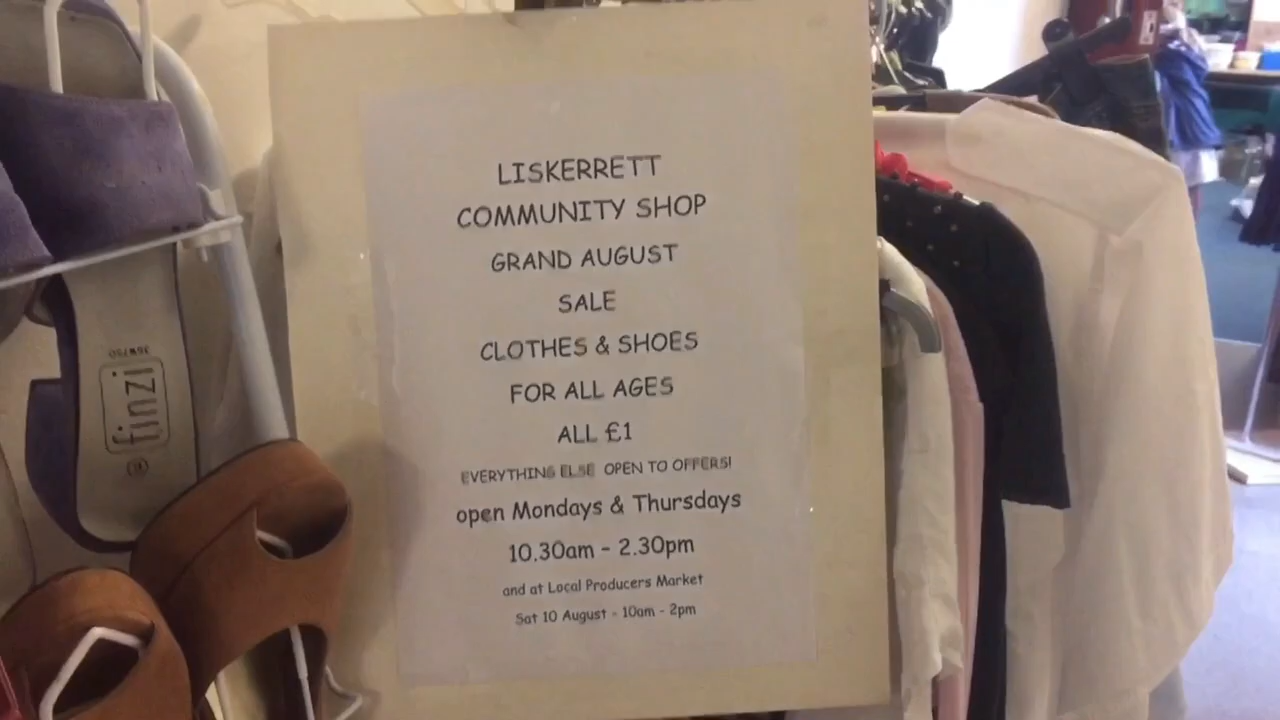 LISKERRETT
COMMUNITY SHOP
GRAND AUGUST
SALE
CLOTHES & SHOES
FOR ALL AGES
ALL £1
EVERYTHING ELSE OPEN TO OFFERS!
open Mondays & Thursdays
10.30am - 2.30pm
and at Local Producers Market
Sat 10 August - 10am - 2pm
finzi